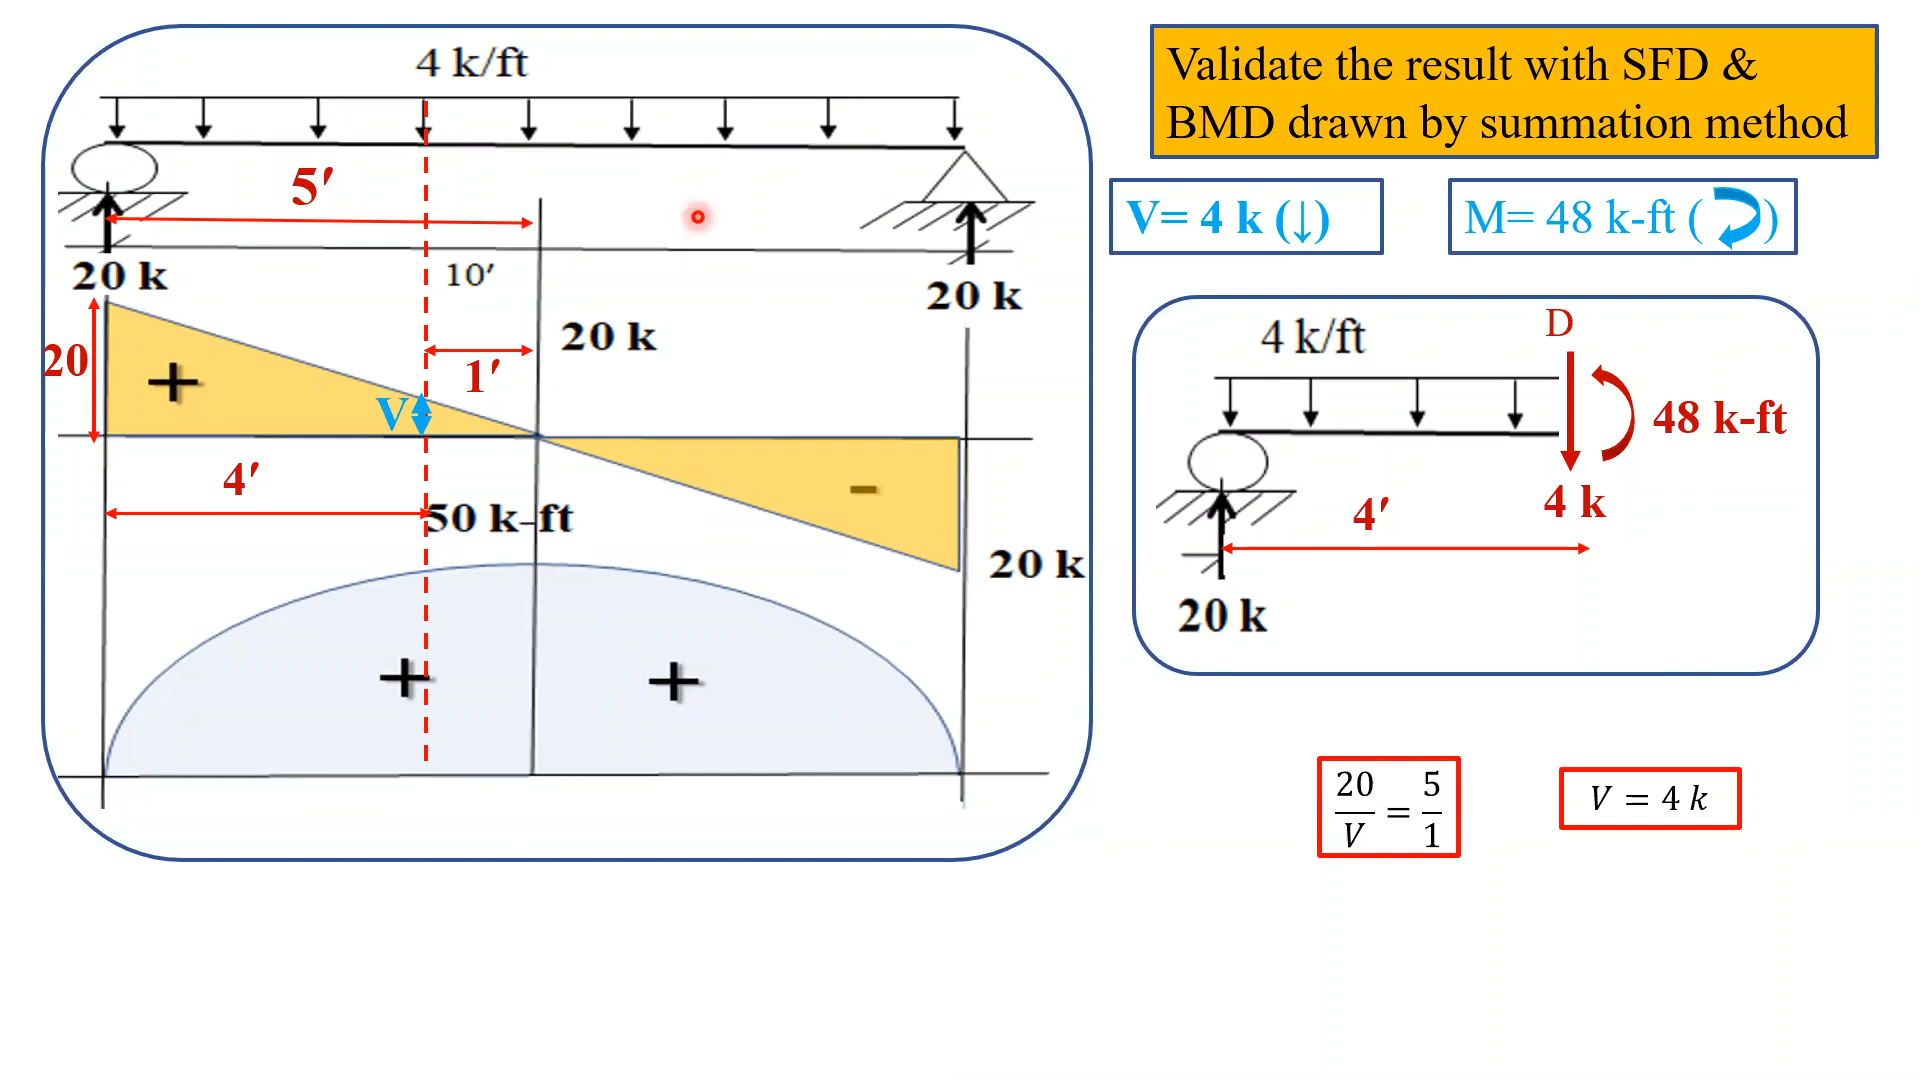 4 k/ft
5′
20 k
10′
20 k
20 k
20
+
1′
V
4′
-
50 k-ft
20 k
+
+
Validate the result with SFD &
BMD drawn by summation method
V= 4 k (↓)
M= 48 k-ft ( )
D
4 k/ft
48 k-ft
4′
4 k
20 k
20/V = 5/1
V = 4 k